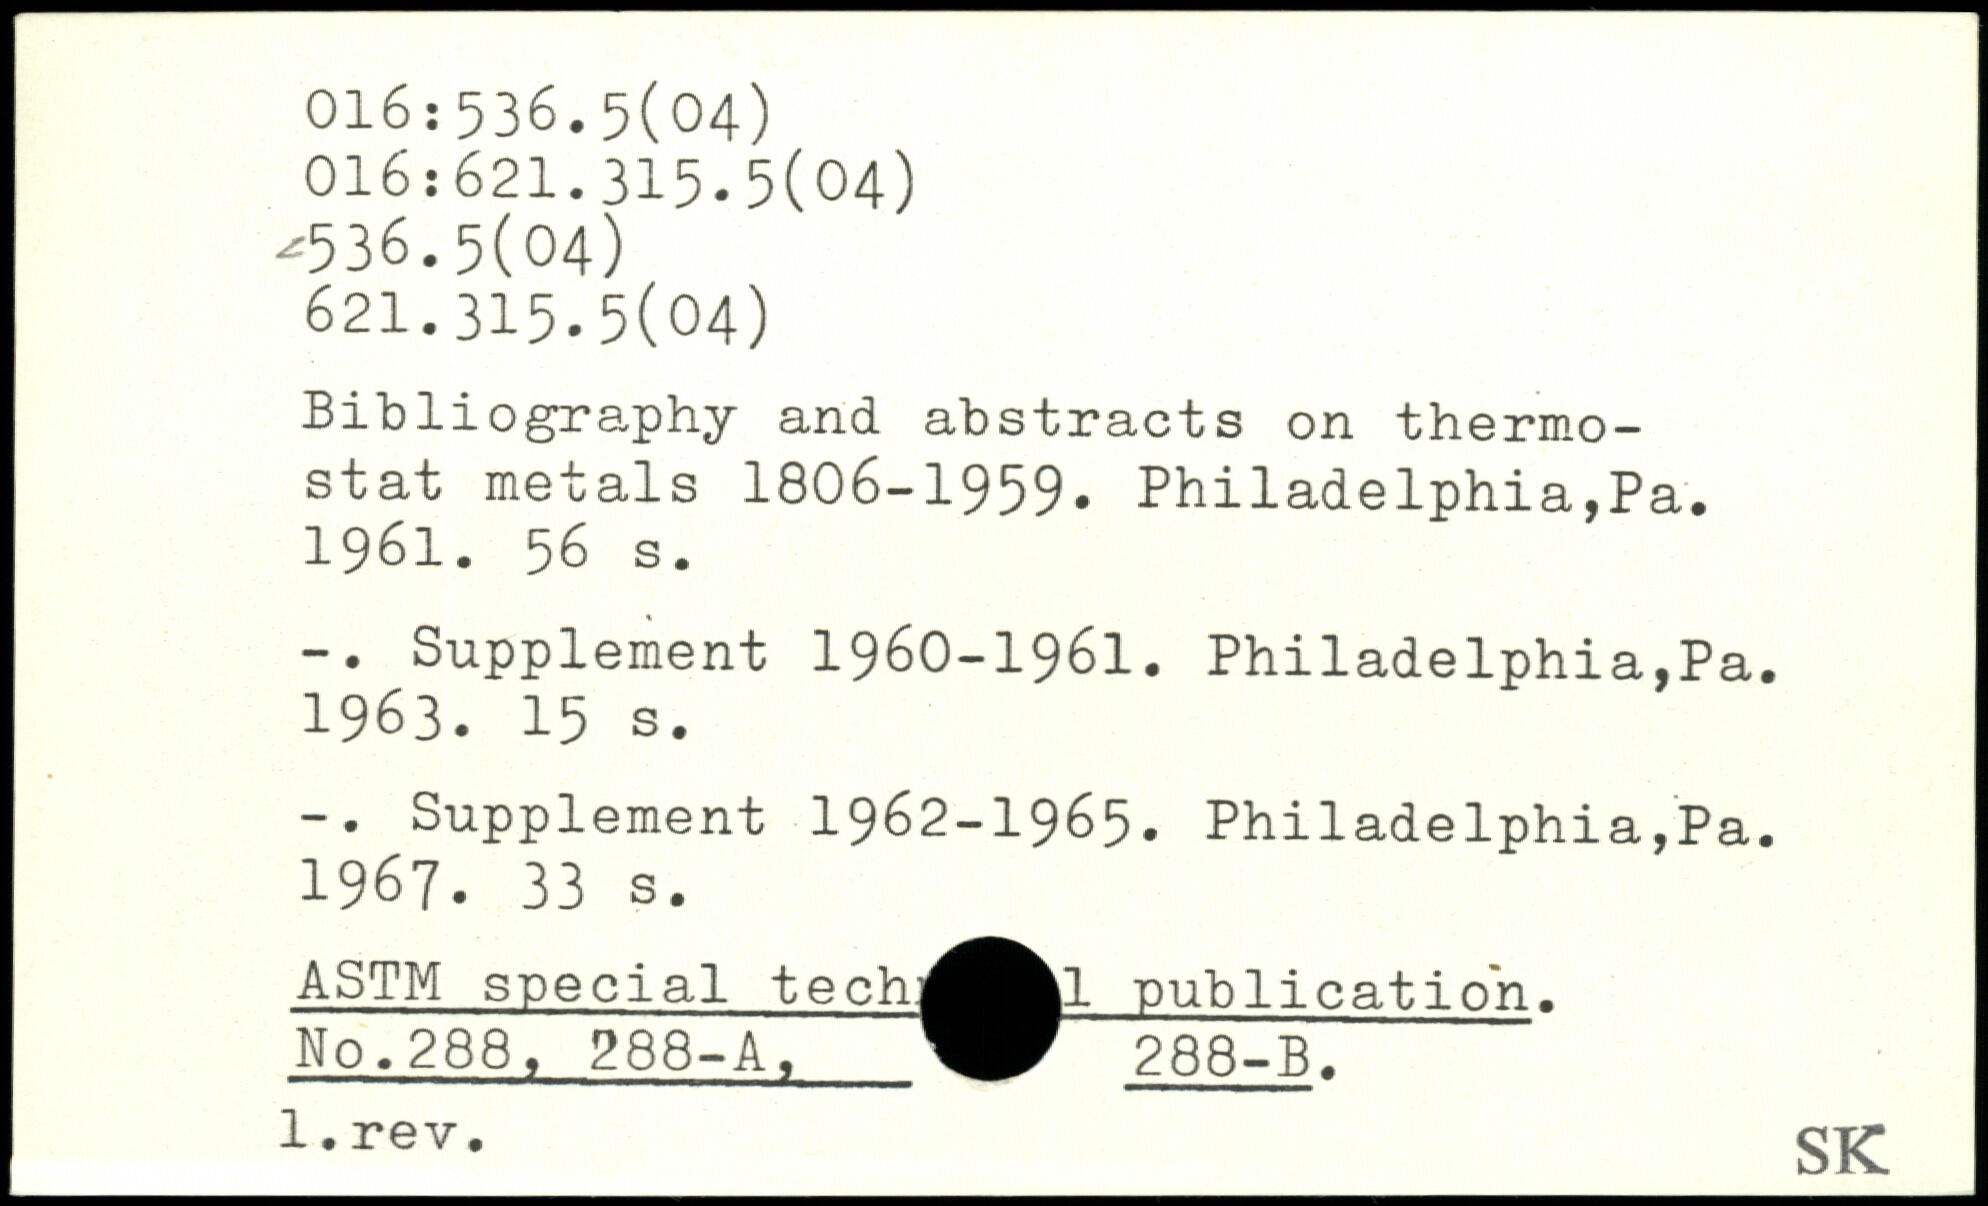 016:536.5(04)
016:621.315.5(04)
536.5(04)
621.315.5(04)
Bibliography and abstracts on thermo-
stat metals 1806-1959. Philadelphia,Pa.
1961. 56 s.
-. Supplement 1960-1961. Philadelphia,Pa.
1963. 15 s.
-. Supplement 1962-1965. Philadelphia,Pa.
1967. 33 s.
ASTM special publication.
No.288, 288-A, 288-B.
1.rev.
SK